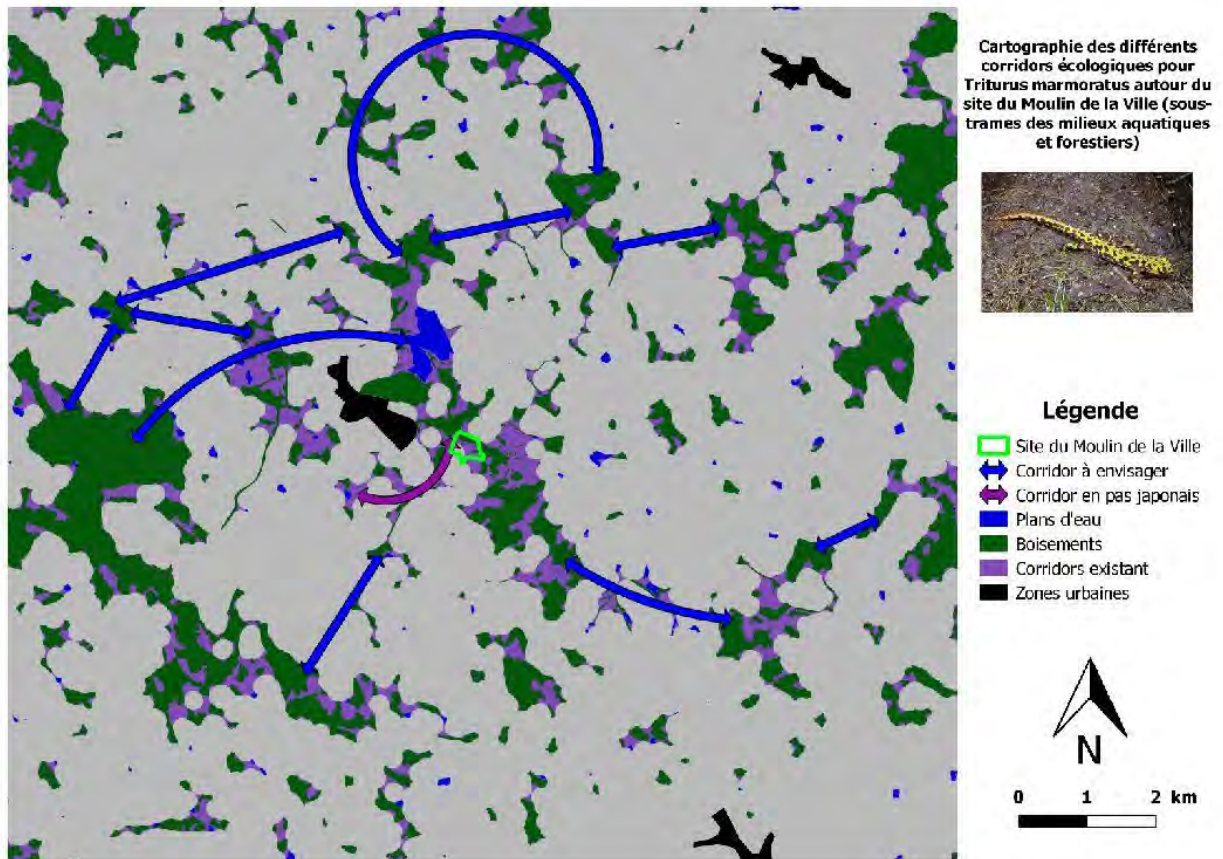 Cartographie des différents
corridors écologiques pour
Triturus marmoratus autour du
site du Moulin de la Ville (sous-
trames des milieux aquatiques
et forestiers)
Légende
Site du Moulin de la Ville
Corridor à envisager
Corridor en pas japonais
Plans d'eau
Boisements
Corridors existant
Zones urbaines
N
0 1 2 km